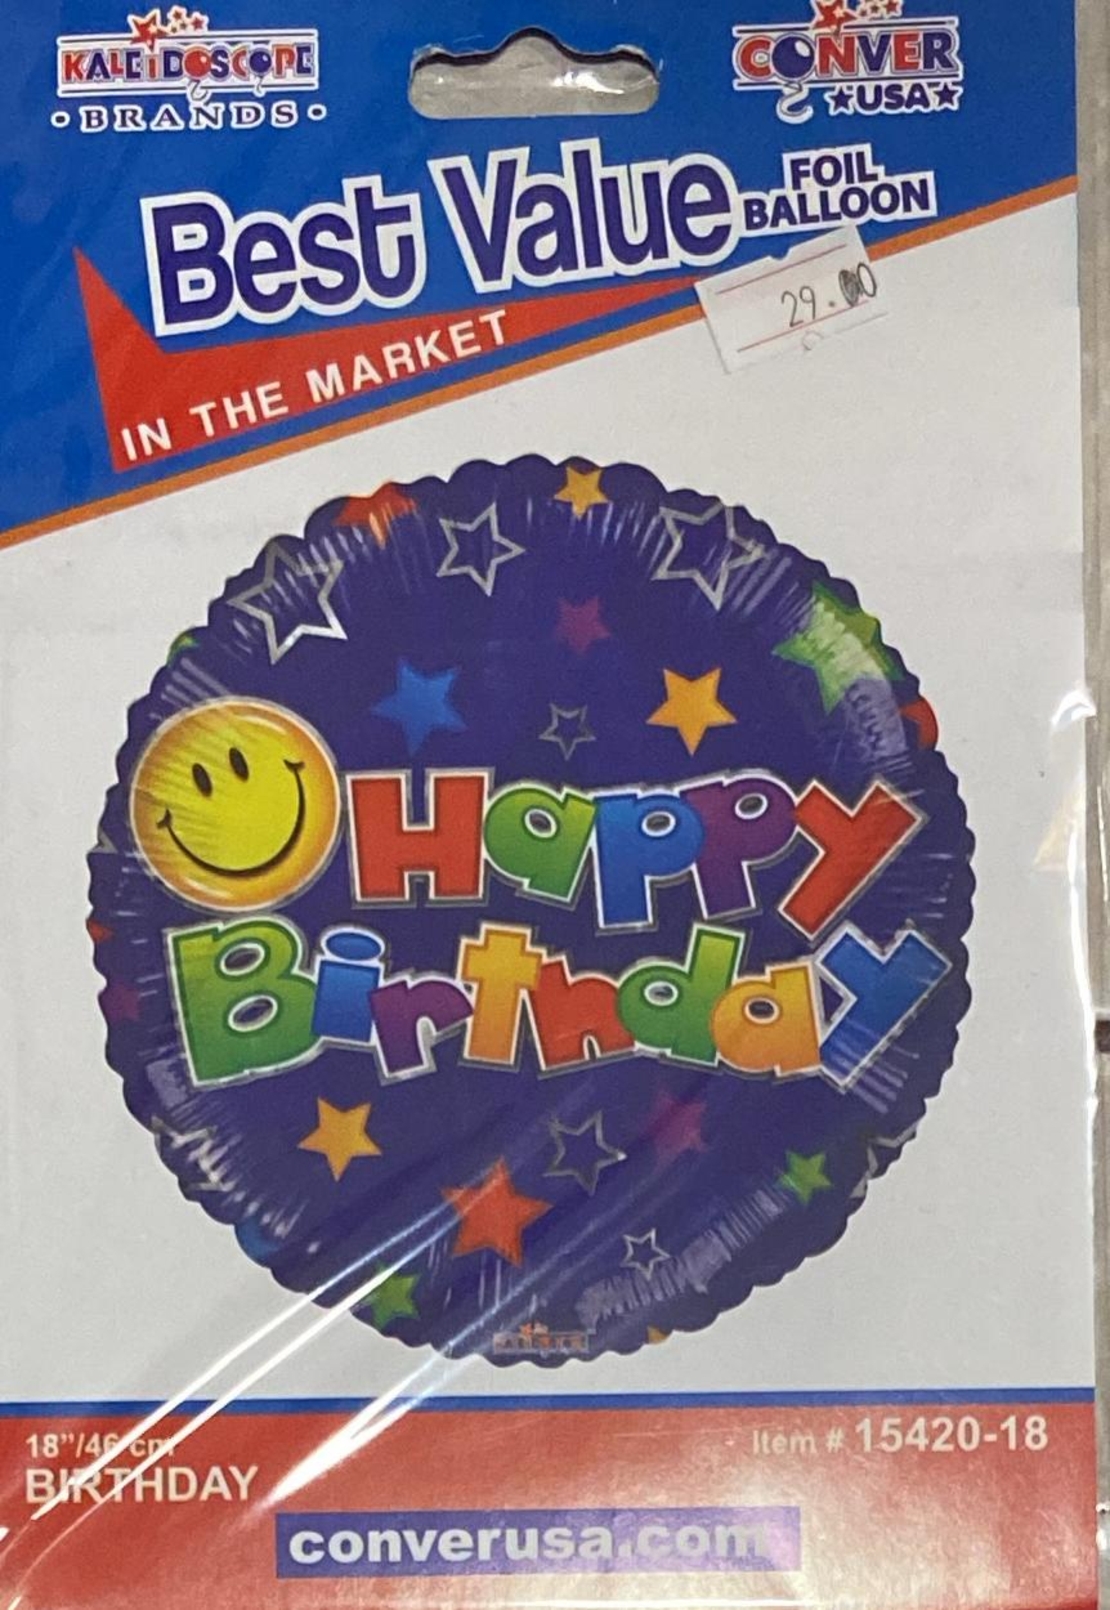 KALEIDOSCOPE
• BRANDS •
CONVER
★USA★
Best Value
FOIL
BALLOON
29.00
IN THE MARKET
Happy
Birthday
18"/46 cm
BIRTHDAY
Item # 15420-18
converusa.com